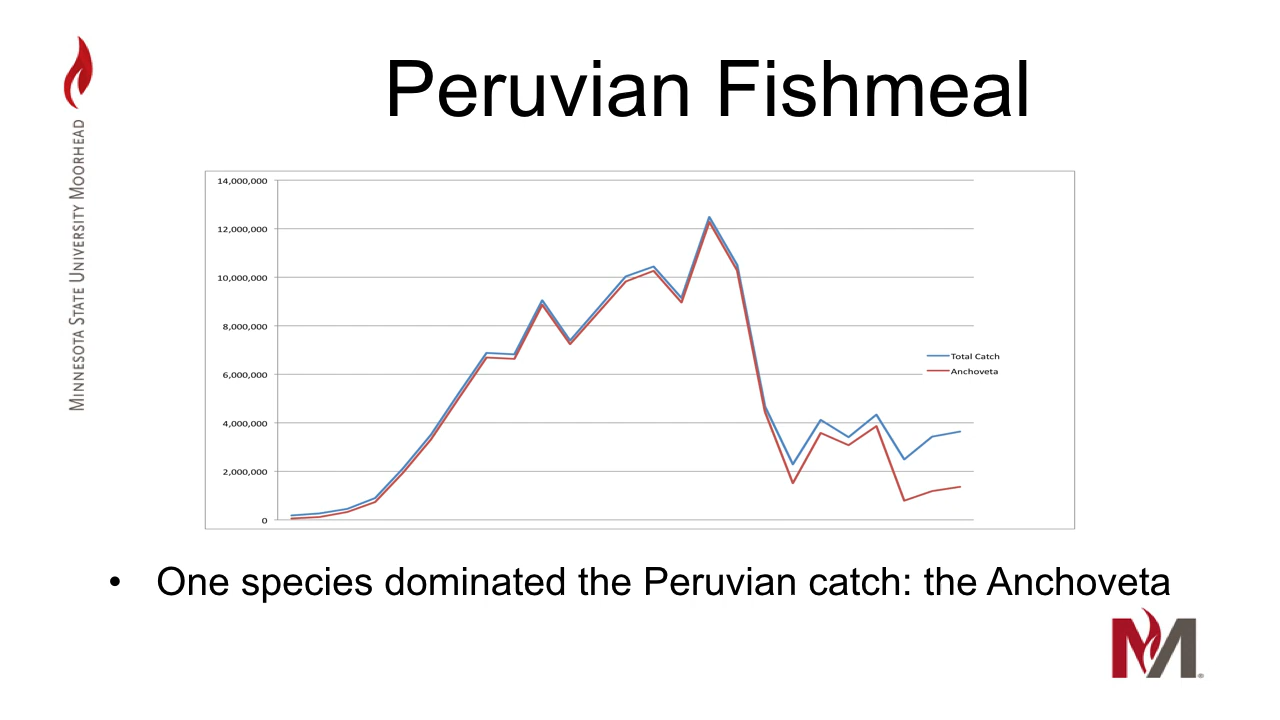 Peruvian Fishmeal
MINNESOTA STATE UNIVERSITY MOORHEAD
14,000,000
12,000,000
10,000,000
8,000,000
6,000,000
4,000,000
2,000,000
0
Total Catch
Anchoveta
• One species dominated the Peruvian catch: the Anchoveta
M
®